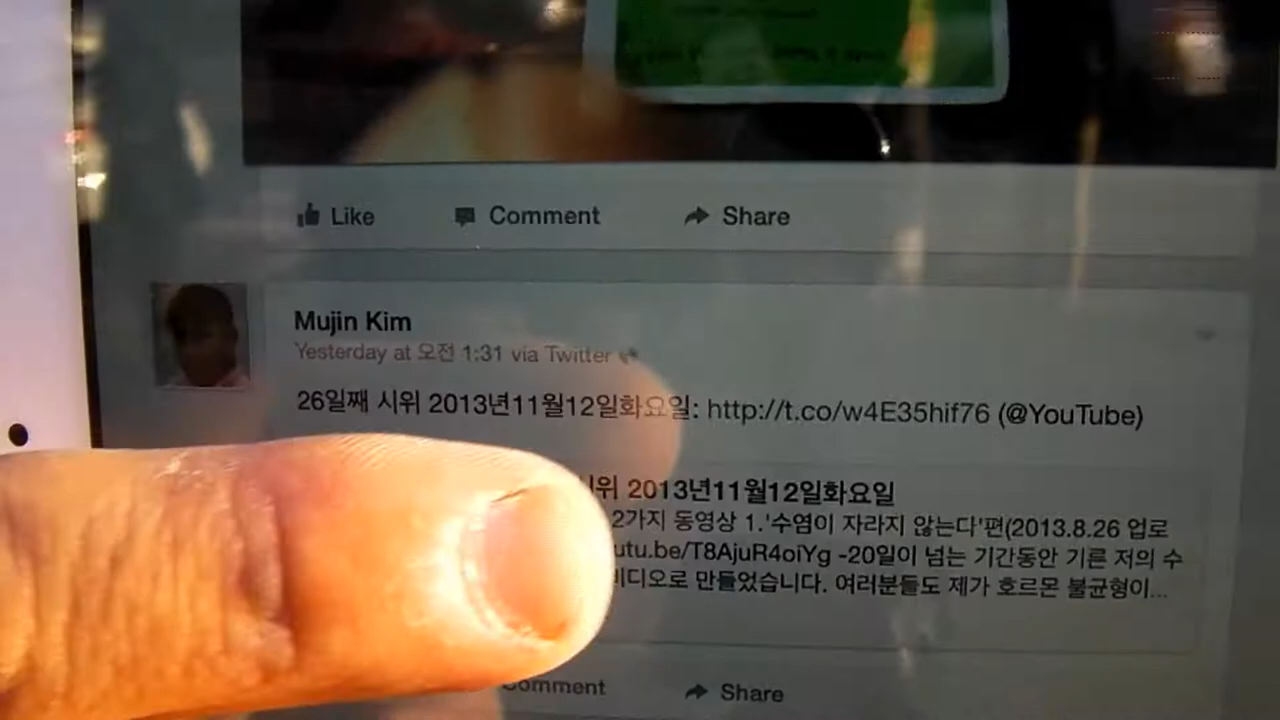 Like Comment Share
Mujin Kim
Yesterday at 오전 1:31 via Twitter
26일째 시위 2013년11월12일화요일: http://t.co/w4E35hif76 (@YouTube)
시위 2013년11월12일화요일
2가지 동영상 1.'수염이 자라지 않는다'편(2013.8.26 업로
utu.be/T8AjuR4oiYg -20일이 넘는 기간동안 기른 저의 수
비디오로 만들었습니다. 여러분들도 제가 호르몬 불균형이...
Comment Share